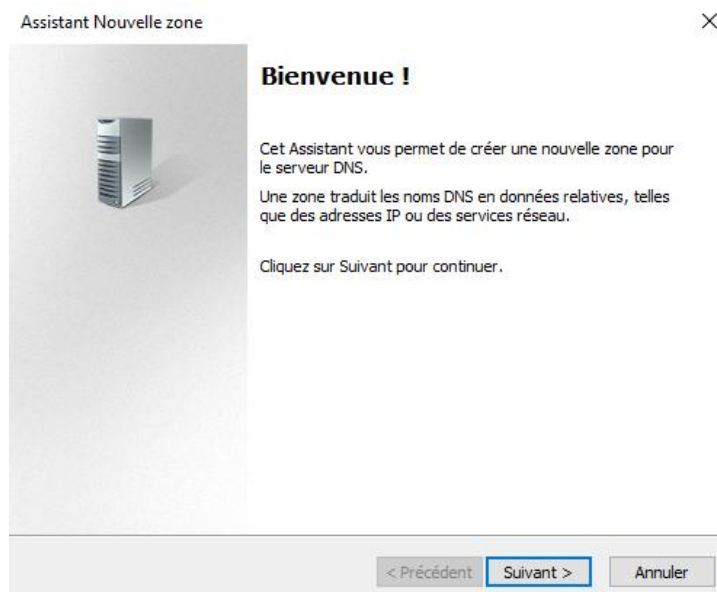 Assistant Nouvelle zone
Bienvenue !
Cet Assistant vous permet de créer une nouvelle zone pour
le serveur DNS.
Une zone traduit les noms DNS en données relatives, telles
que des adresses IP ou des services réseau.
Cliquez sur Suivant pour continuer.
< Précédent Suivant > Annuler